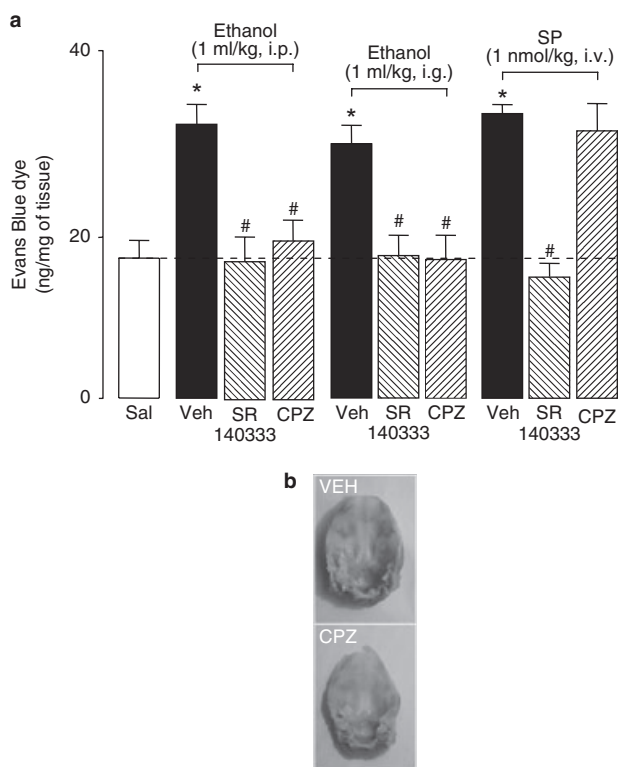 a
Ethanol
(1 ml/kg, i.p.)
Ethanol
(1 ml/kg, i.g.)
SP
(1 nmol/kg, i.v.)
40
20
0
Evans Blue dye
(ng/mg of tissue)
*
#
#
*
#
#
*
#
Sal
Veh
SR
140333
CPZ
Veh
SR
140333
CPZ
Veh
SR
140333
CPZ
b
VEH
CPZ